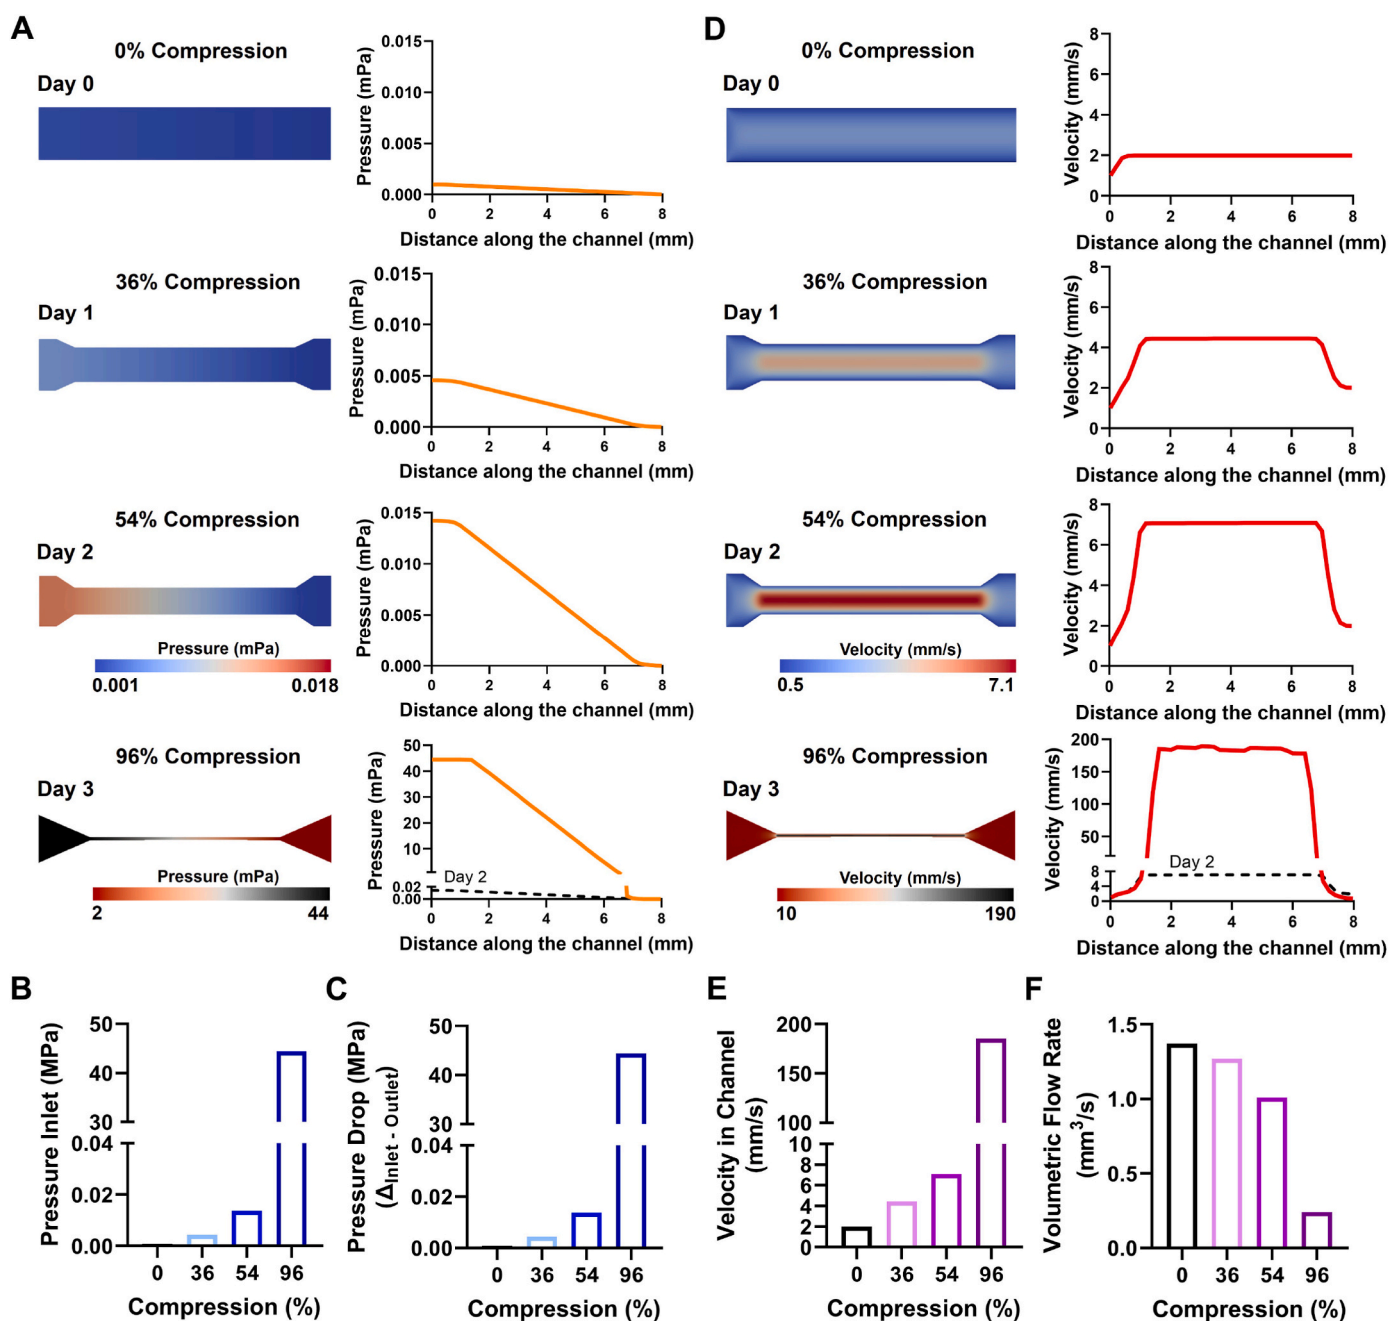 A
0% Compression
Day 0
Pressure (mPa)
0.015
0.010
0.005
0.000
0 2 4 6 8
Distance along the channel (mm)
36% Compression
Day 1
Pressure (mPa)
0.015
0.010
0.005
0.000
0 2 4 6 8
Distance along the channel (mm)
54% Compression
Day 2
Pressure (mPa)
0.001 0.018
Pressure (mPa)
0.015
0.010
0.005
0.000
0 2 4 6 8
Distance along the channel (mm)
96% Compression
Day 3
Pressure (mPa)
2 44
Pressure (mPa)
50
40
30
20
10
0.02
0.00
Day 2
0 2 4 6 8
Distance along the channel (mm)
D
0% Compression
Day 0
Velocity (mm/s)
8
6
4
2
0
0 2 4 6 8
Distance along the channel (mm)
36% Compression
Day 1
Velocity (mm/s)
8
6
4
2
0
0 2 4 6 8
Distance along the channel (mm)
54% Compression
Day 2
Velocity (mm/s)
0.5 7.1
Velocity (mm/s)
8
6
4
2
0
0 2 4 6 8
Distance along the channel (mm)
96% Compression
Day 3
Velocity (mm/s)
10 190
Velocity (mm/s)
200
150
100
50
8
4
0
Day 2
0 2 4 6 8
Distance along the channel (mm)
B
Pressure Inlet (MPa)
50
40
30
0.04
0.02
0.00
0 36 54 96
Compression (%)
C
Pressure Drop (MPa)
(ΔInlet - Outlet)
50
40
30
0.04
0.02
0.00
0 36 54 96
Compression (%)
E
Velocity in Channel
(mm/s)
200
150
100
10
8
6
4
2
0
0 36 54 96
Compression (%)
F
Volumetric Flow Rate
(mm³/s)
1.5
1.0
0.5
0.0
0 36 54 96
Compression (%)